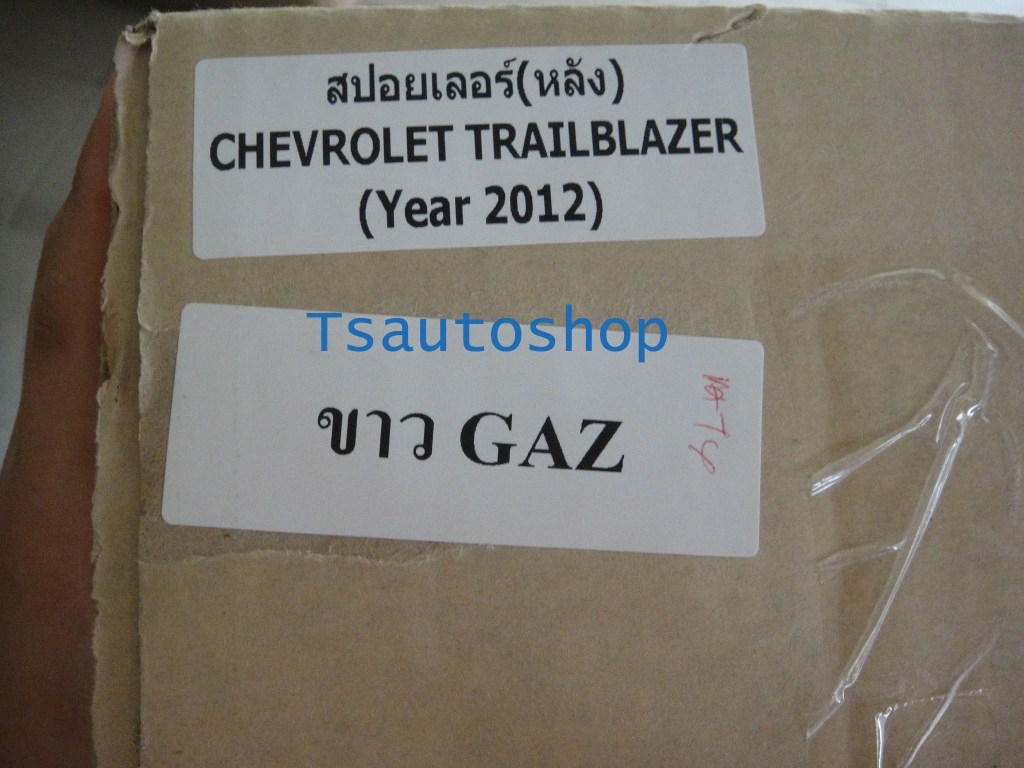 สปอยเลอร์(หลัง)
CHEVROLET TRAILBLAZER
(Year 2012)
Tsautoshop
ขาว GAZ